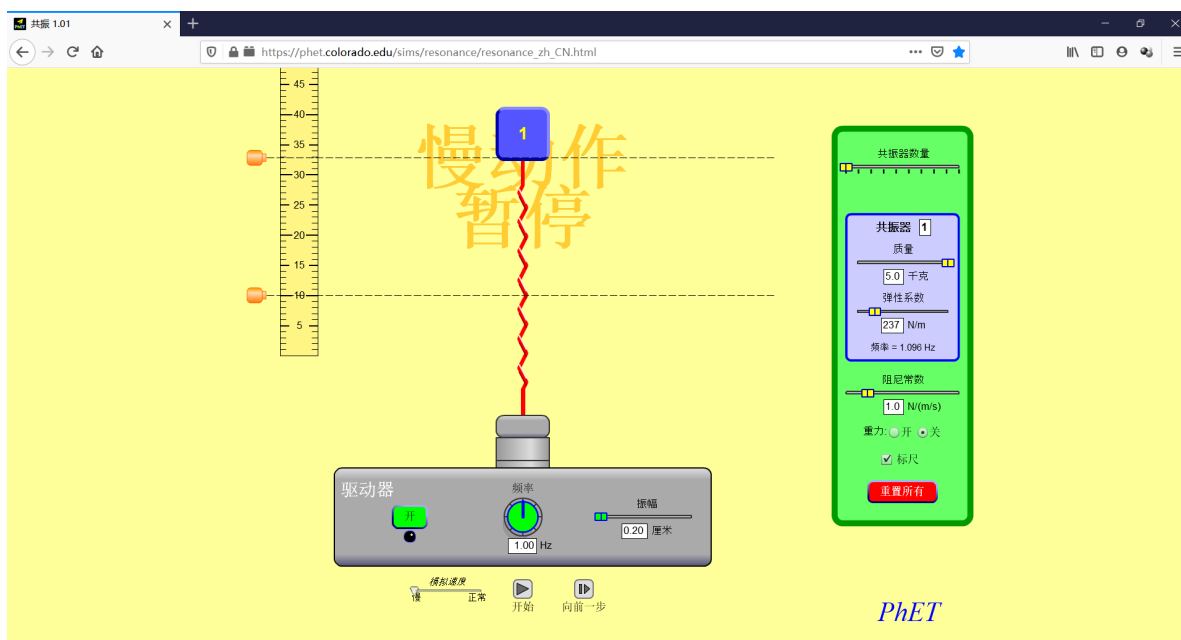 共振 1.01
https://phet.colorado.edu/sims/resonance/resonance_zh_CN.html
45
40
35
30
25
20
15
10
5
1
慢动作
暂停
共振器数量
共振器 1
质量
5.0 千克
弹性系数
237 N/m
频率 = 1.096 Hz
阻尼常数
1.0 N/(m/s)
重力: 开 关
标尺
重置所有
驱动器
开
频率
1.00 Hz
振幅
0.20 厘米
模拟速度
慢 正常
开始
向前一步
PhET